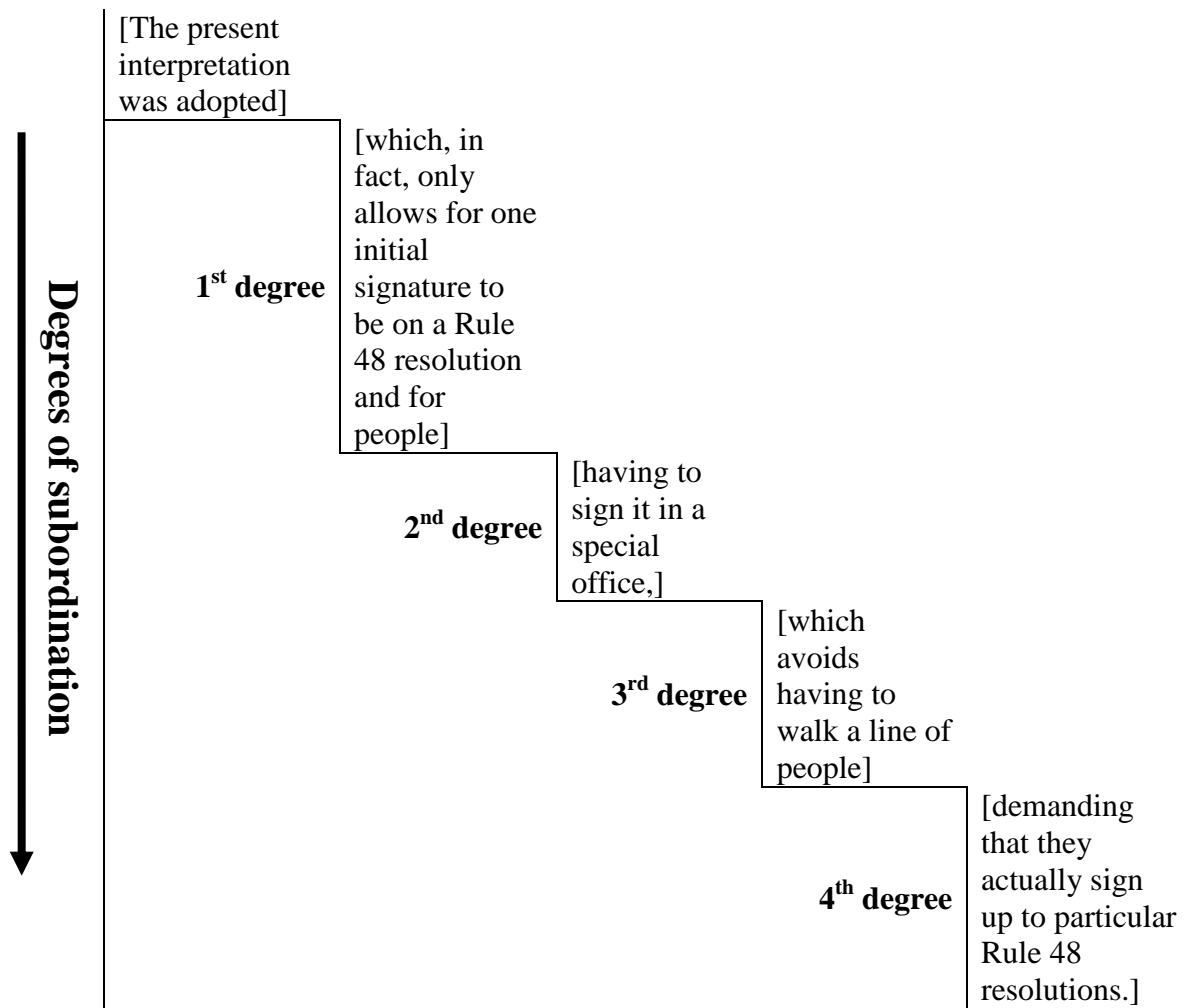 [The present
interpretation
was adopted]
[which, in
fact, only
allows for one
initial
signature to
be on a Rule
48 resolution
and for
people]
1st degree
[having to
sign it in a
special
office,]
2nd degree
[which
avoids
having to
walk a line of
people]
3rd degree
[demanding
that they
actually sign
up to particular
Rule 48
resolutions.]
4th degree
Degrees of subordination